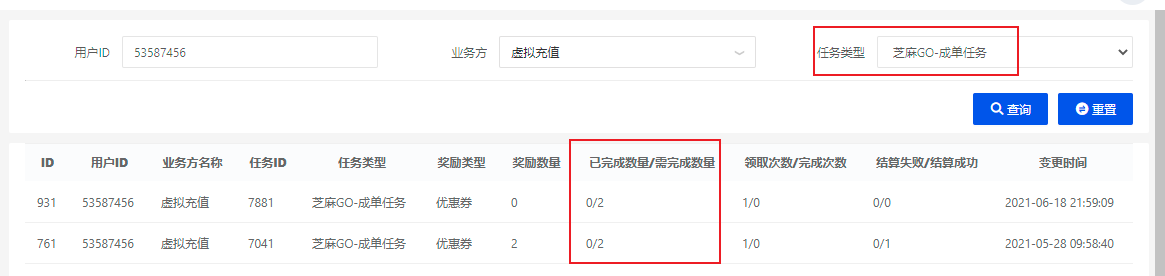 用户ID 53587456 业务方 虚拟充值 任务类型 芝麻GO-成单任务
查询 重置
ID 用户ID 业务方名称 任务ID 任务类型 奖励类型 奖励数量 已完成数量/需完成数量 领取次数/完成次数 结算失败/结算成功 变更时间
931 53587456 虚拟充值 7881 芝麻GO-成单任务 优惠券 0 0/2 1/0 0/0 2021-06-18 21:59:09
761 53587456 虚拟充值 7041 芝麻GO-成单任务 优惠券 2 0/2 1/0 0/1 2021-05-28 09:58:40